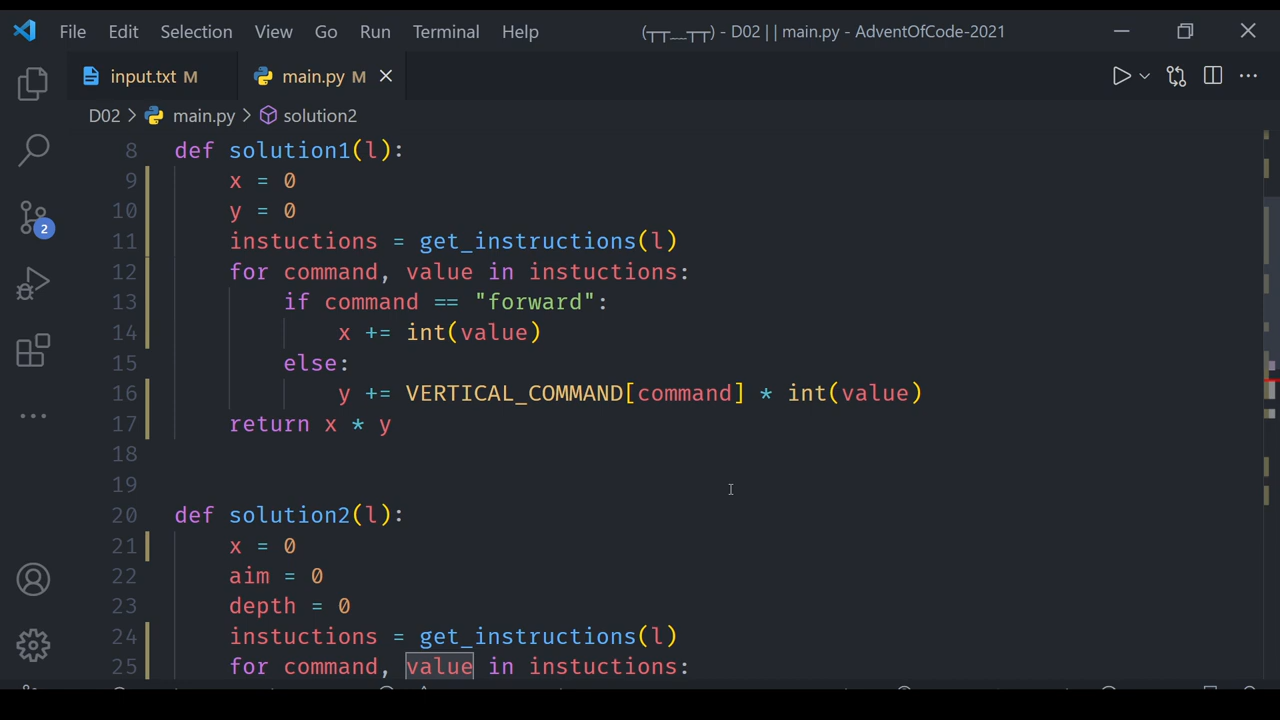 File Edit Selection View Go Run Terminal Help (┬┬﹏┬┬) - D02 | | main.py - AdventOfCode-2021
input.txt M main.py M
D02 > main.py > solution2
8 def solution1(l):
9 x = 0
10 y = 0
11 instuctions = get_instructions(l)
12 for command, value in instuctions:
13 if command == "forward":
14 x += int(value)
15 else:
16 y += VERTICAL_COMMAND[command] * int(value)
17 return x * y
18
19
20 def solution2(l):
21 x = 0
22 aim = 0
23 depth = 0
24 instuctions = get_instructions(l)
25 for command, value in instuctions:
2